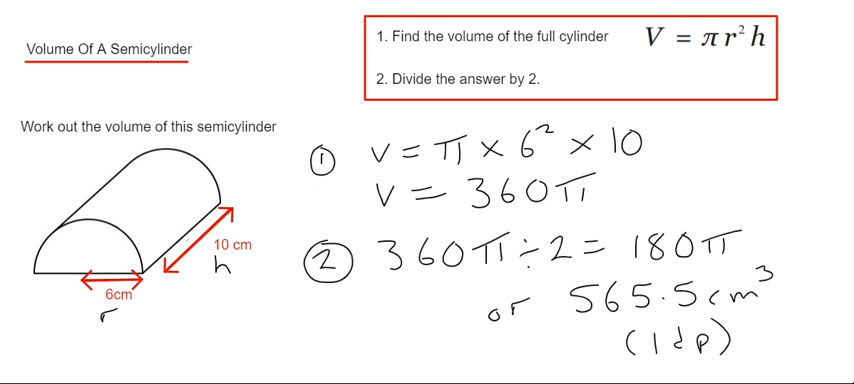 Volume Of A Semicylinder
1. Find the volume of the full cylinder V = πr²h
2. Divide the answer by 2.
Work out the volume of this semicylinder
10 cm
h
6cm
r
① V = π × 6² × 10
V = 360π
② 360π ÷ 2 = 180π
or 565.5cm³
(1dp)